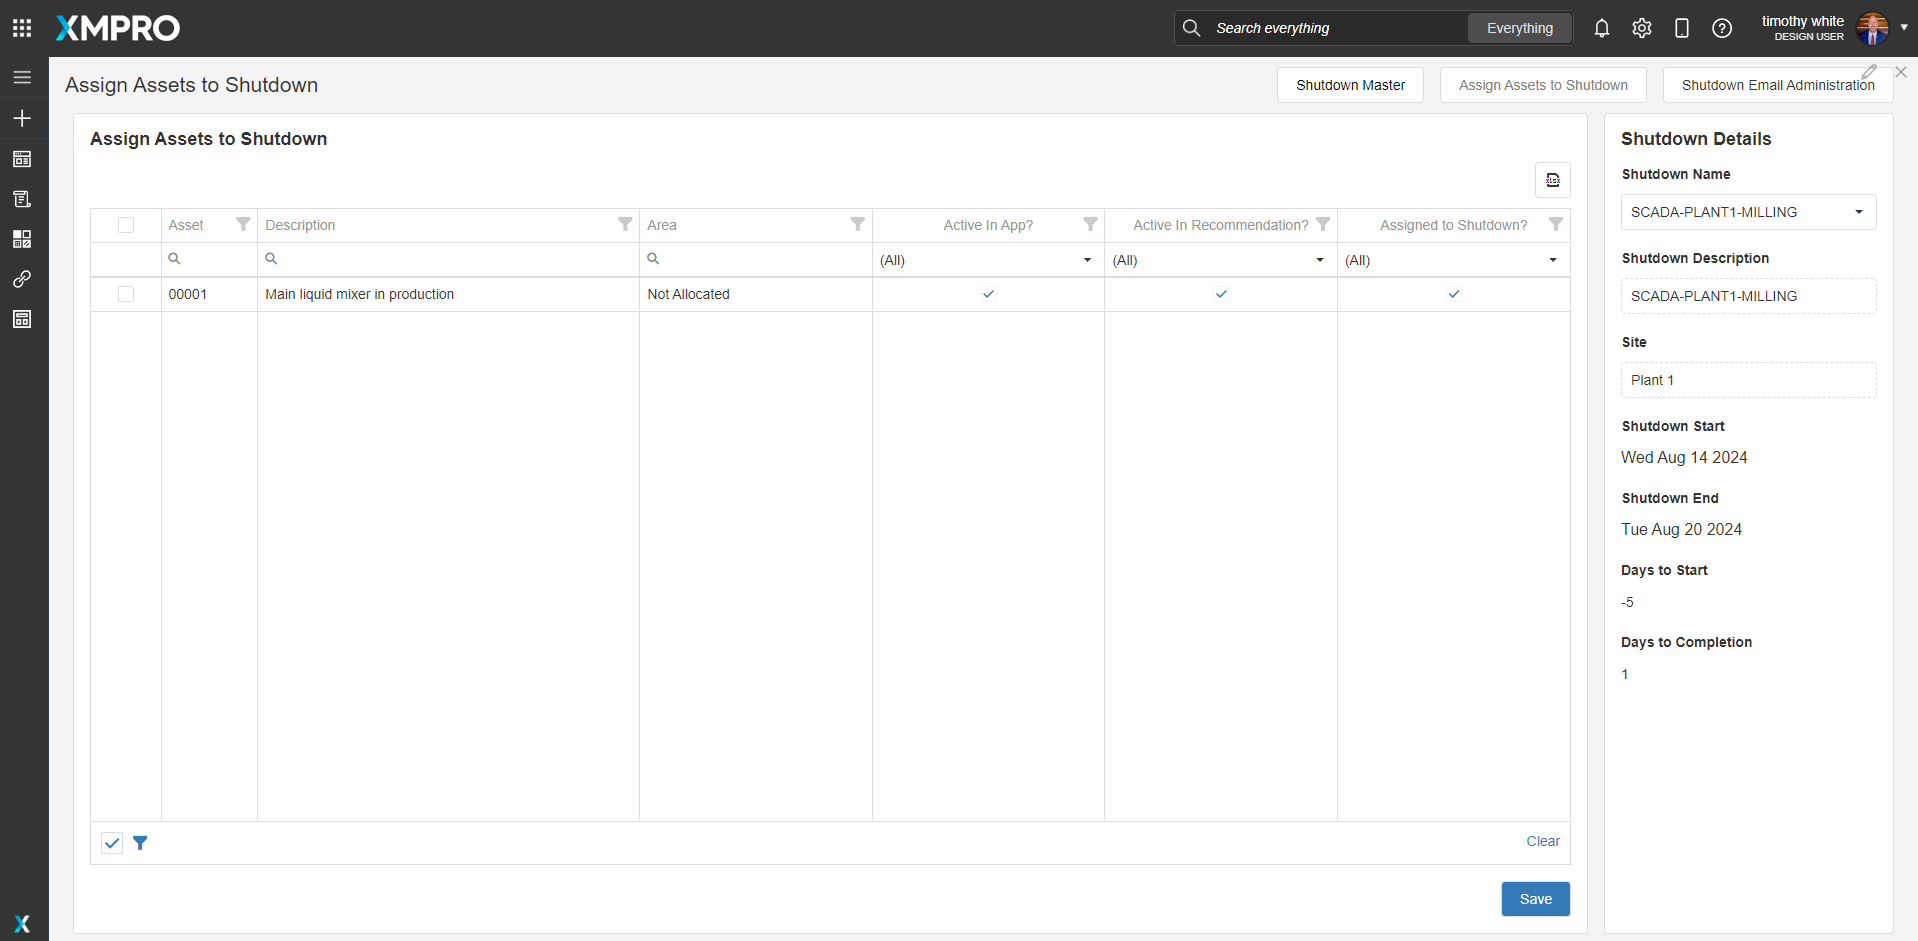 XMPRO
Search everything
Everything
timothy white
DESIGN USER
Assign Assets to Shutdown
Shutdown Master
Assign Assets to Shutdown
Shutdown Email Administration
Assign Assets to Shutdown
XLSX
Asset
Description
Area
Active In App?
Active In Recommendation?
Assigned to Shutdown?
(All)
(All)
(All)
00001
Main liquid mixer in production
Not Allocated
Clear
Save
Shutdown Details
Shutdown Name
SCADA-PLANT1-MILLING
Shutdown Description
SCADA-PLANT1-MILLING
Site
Plant 1
Shutdown Start
Wed Aug 14 2024
Shutdown End
Tue Aug 20 2024
Days to Start
-5
Days to Completion
1
X